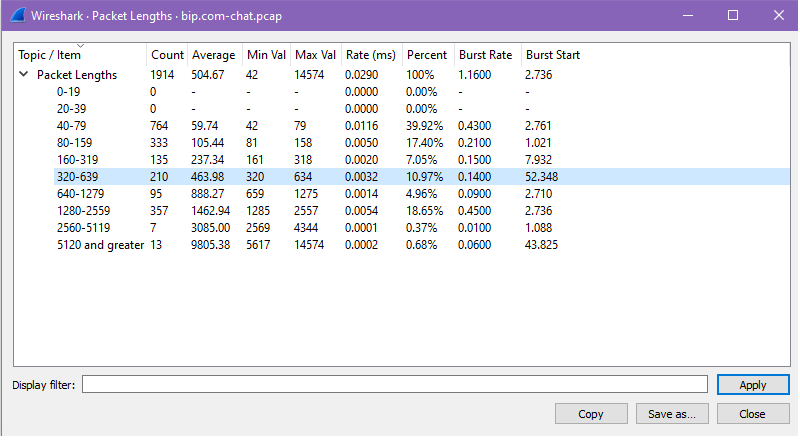 Wireshark · Packet Lengths · bip.com-chat.pcap
Topic / Item Count Average Min Val Max Val Rate (ms) Percent Burst Rate Burst Start
Packet Lengths 1914 504.67 42 14574 0.0290 100% 1.1600 2.736
0-19 0 - - - 0.0000 0.00% - -
20-39 0 - - - 0.0000 0.00% - -
40-79 764 59.74 42 79 0.0116 39.92% 0.4300 2.761
80-159 333 105.44 81 158 0.0050 17.40% 0.2100 1.021
160-319 135 237.34 161 318 0.0020 7.05% 0.1500 7.932
320-639 210 463.98 320 634 0.0032 10.97% 0.1400 52.348
640-1279 95 888.27 659 1275 0.0014 4.96% 0.0900 2.710
1280-2559 357 1462.94 1285 2557 0.0054 18.65% 0.4500 2.736
2560-5119 7 3085.00 2569 4344 0.0001 0.37% 0.0100 1.088
5120 and greater 13 9805.38 5617 14574 0.0002 0.68% 0.0600 43.825
Display filter: Apply
Copy Save as... Close